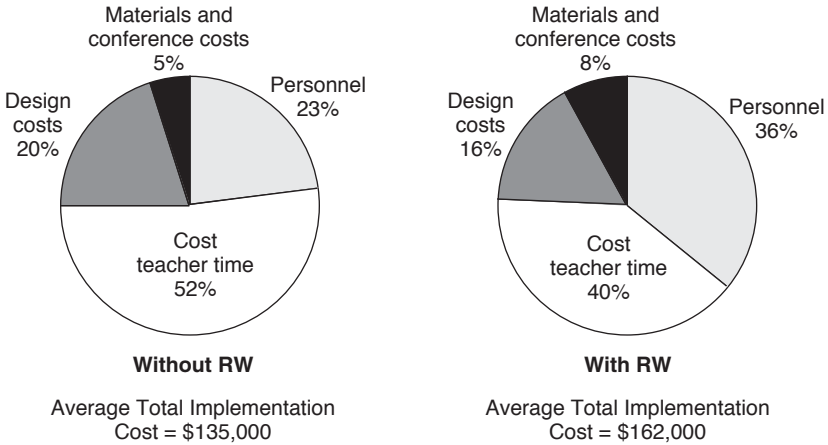 Materials and
conference costs
5%
Personnel
23%
Design
costs
20%
Cost
teacher time
52%
Without RW
Average Total Implementation
Cost = $135,000
Materials and
conference costs
8%
Personnel
36%
Design
costs
16%
Cost
teacher time
40%
With RW
Average Total Implementation
Cost = $162,000